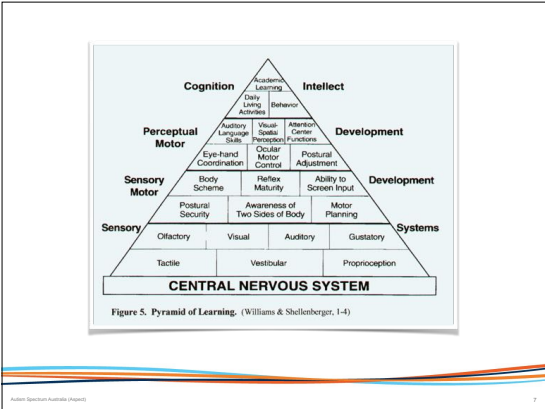 Academic
Learning
Cognition Intellect
Daily
Living
Activities
Behavior
Auditory
Language
Skills
Visual-
Spatial
Perception
Attention
Center
Functions
Perceptual
Motor
Development
Eye-hand
Coordination
Ocular
Motor
Control
Postural
Adjustment
Sensory
Motor
Development
Body
Scheme
Reflex
Maturity
Ability to
Screen Input
Postural
Security
Awareness of
Two Sides of Body
Motor
Planning
Sensory Systems
Olfactory Visual Auditory Gustatory
Tactile Vestibular Proprioception
CENTRAL NERVOUS SYSTEM
Figure 5. Pyramid of Learning. (Williams & Shellenberger, 1-4)
Autism Spectrum Australia (Aspect) 7